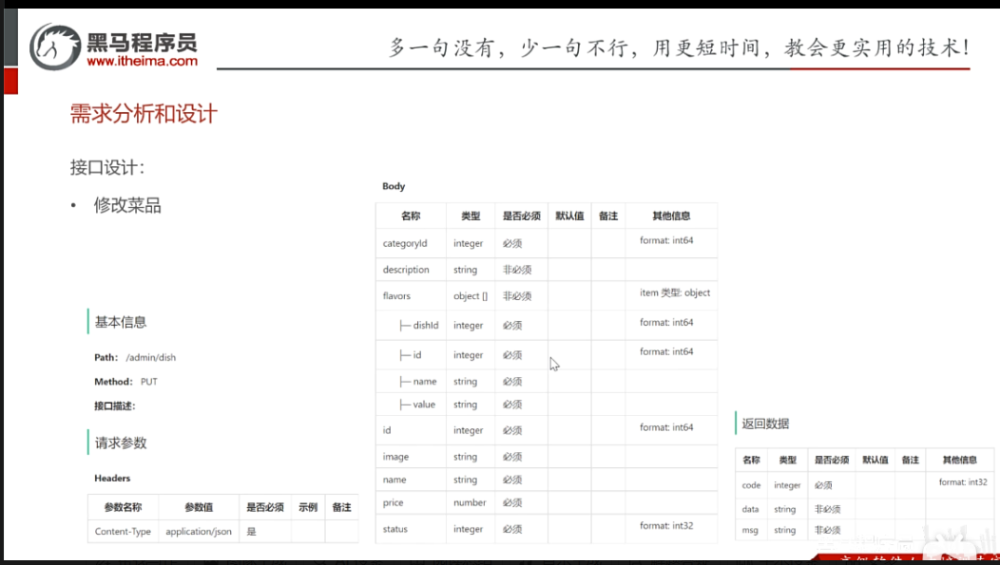 黑马程序员
www.itheima.com
多一句没有，少一句不行，用更短时间，教会更实用的技术！
需求分析和设计
接口设计：
• 修改菜品
基本信息
Path: /admin/dish
Method: PUT
接口描述:
请求参数
Headers
参数名称 参数值 是否必须 示例 备注
Content-Type application/json 是
Body
名称 类型 是否必须 默认值 备注 其他信息
categoryId integer 必须 format: int64
description string 非必须
flavors object [] 非必须 item 类型: object
├─ dishId integer 必须 format: int64
├─ id integer 必须 format: int64
├─ name string 必须
├─ value string 必须
id integer 必须 format: int64
image string 必须
name string 必须
price number 必须
status integer 必须 format: int32
返回数据
名称 类型 是否必须 默认值 备注 其他信息
code integer 必须 format: int32
data string 非必须
msg string 非必须